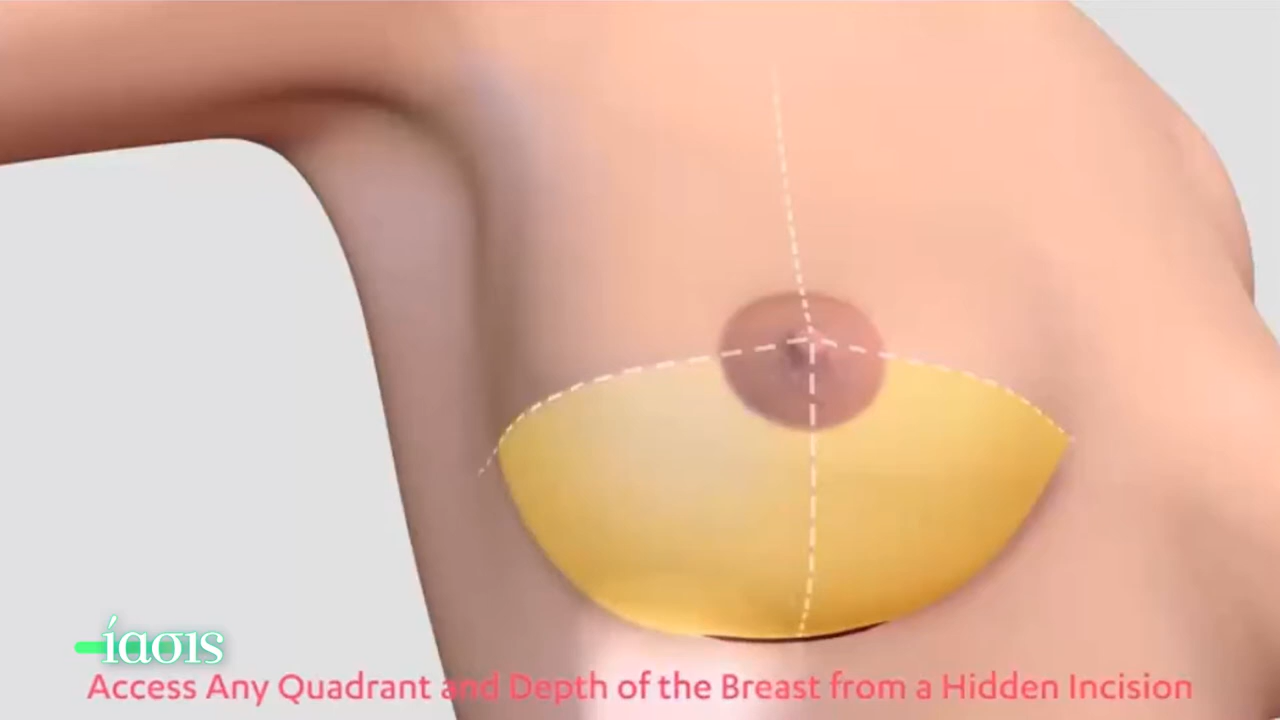 ίασις
Access Any Quadrant and Depth of the Breast from a Hidden Incision